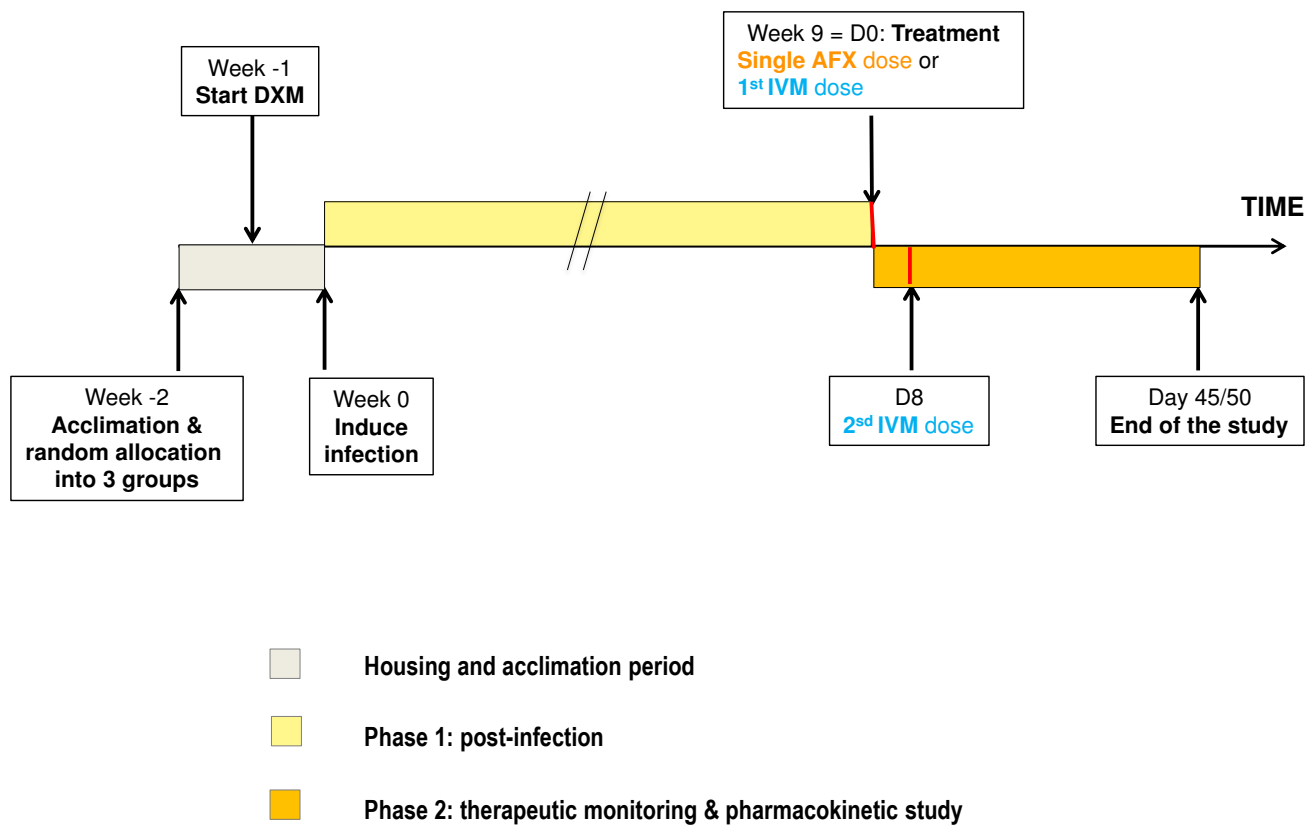 Week -1
Start DXM
Week 9 = D0: Treatment
Single AFX dose or
1st IVM dose
TIME
Week -2
Acclimation &
random allocation
into 3 groups
Week 0
Induce
infection
D8
2sd IVM dose
Day 45/50
End of the study
Housing and acclimation period
Phase 1: post-infection
Phase 2: therapeutic monitoring & pharmacokinetic study